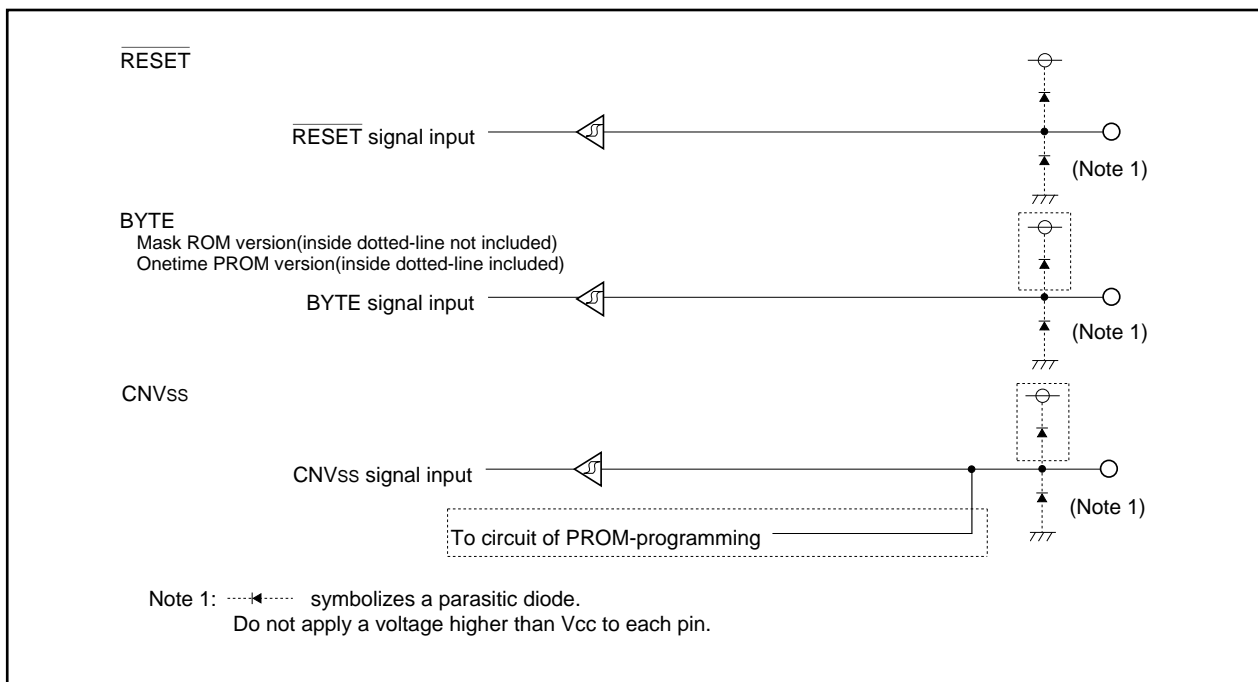 RESET
RESET signal input
(Note 1)
BYTE
Mask ROM version(inside dotted-line not included)
Onetime PROM version(inside dotted-line included)
BYTE signal input
(Note 1)
CNVss
CNVss signal input
(Note 1)
To circuit of PROM-programming
Note 1: symbolizes a parasitic diode.
Do not apply a voltage higher than Vcc to each pin.